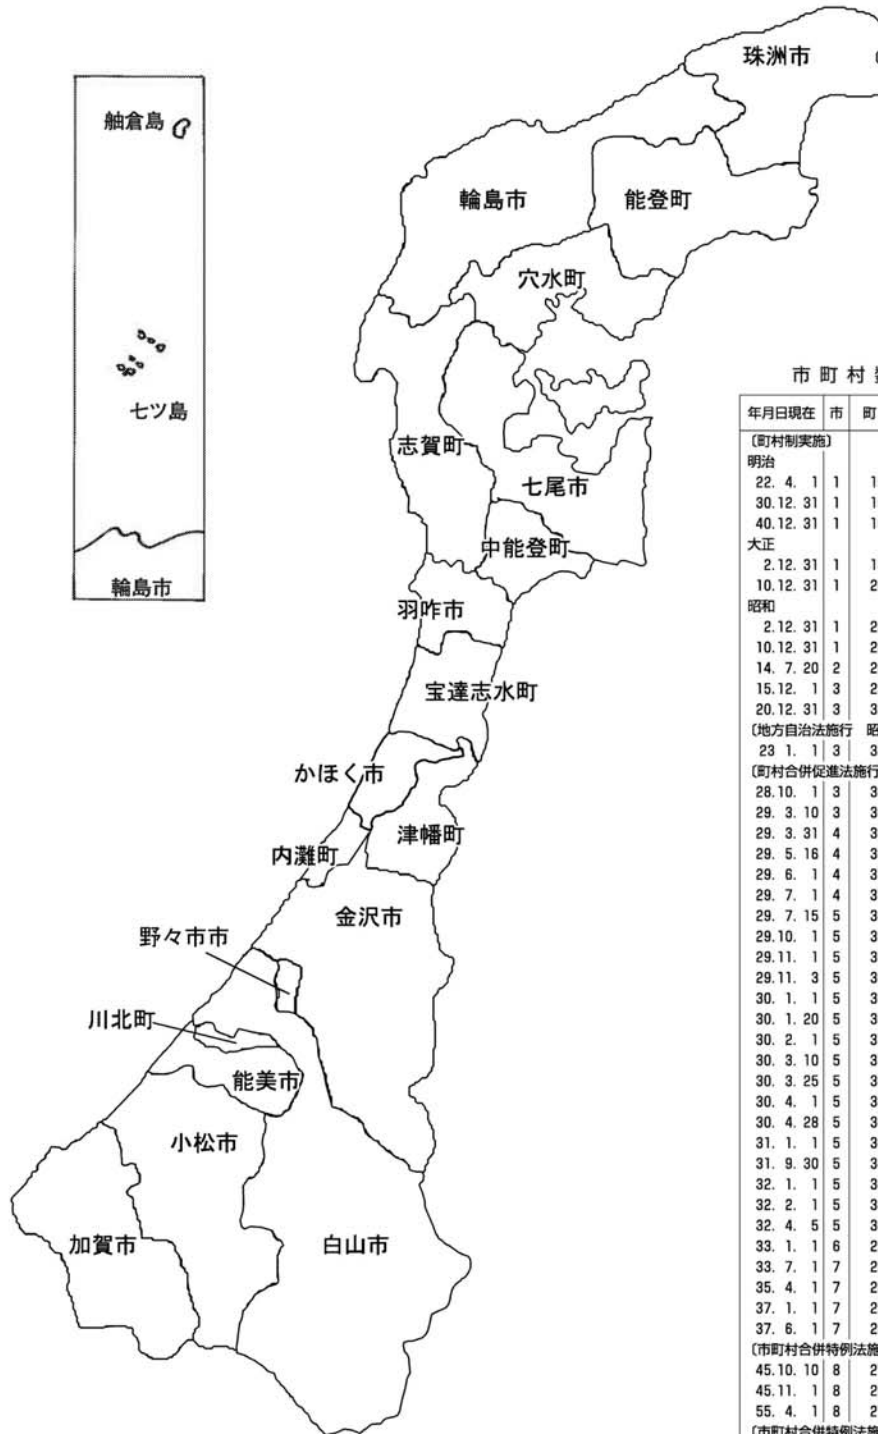 珠洲市
舳倉島
輪島市
能登町
穴水町
七ツ島
志賀町
七尾市
中能登町
輪島市
羽咋市
宝達志水町
かほく市
津幡町
内灘町
金沢市
野々市市
川北町
能美市
小松市
加賀市
白山市
市町村
年月日現在 市 町
〔町村制実施〕
明治
22. 4. 1 1 1
30.12. 31 1 1
40.12. 31 1 1
大正
2.12. 31 1 1
10.12. 31 1 2
昭和
2.12. 31 1 2
10.12. 31 1 2
14. 7. 20 2 2
15.12. 1 3 2
20.12. 31 3 3
〔地方自治法施行 昭
23 1. 1 3 3
〔町村合併促進法施行
28.10. 1 3 3
29. 3. 10 3 3
29. 3. 31 4 3
29. 5. 16 4 3
29. 6. 1 4 3
29. 7. 1 4 3
29. 7. 15 5 3
29.10. 1 5 3
29.11. 1 5 3
29.11. 3 5 3
30. 1. 1 5 3
30. 1. 20 5 3
30. 2. 1 5 3
30. 3. 10 5 3
30. 3. 25 5 3
30. 4. 1 5 3
30. 4. 28 5 3
31. 1. 1 5 3
31. 9. 30 5 3
32. 1. 1 5 3
32. 2. 1 5 3
32. 4. 5 5 3
33. 1. 1 6 2
33. 7. 1 7 2
35. 4. 1 7 2
37. 1. 1 7 2
37. 6. 1 7 2
〔市町村合併特例法施
45.10. 10 8 2
45.11. 1 8 2
55. 4. 1 8 2
〔市町村合併特例法施